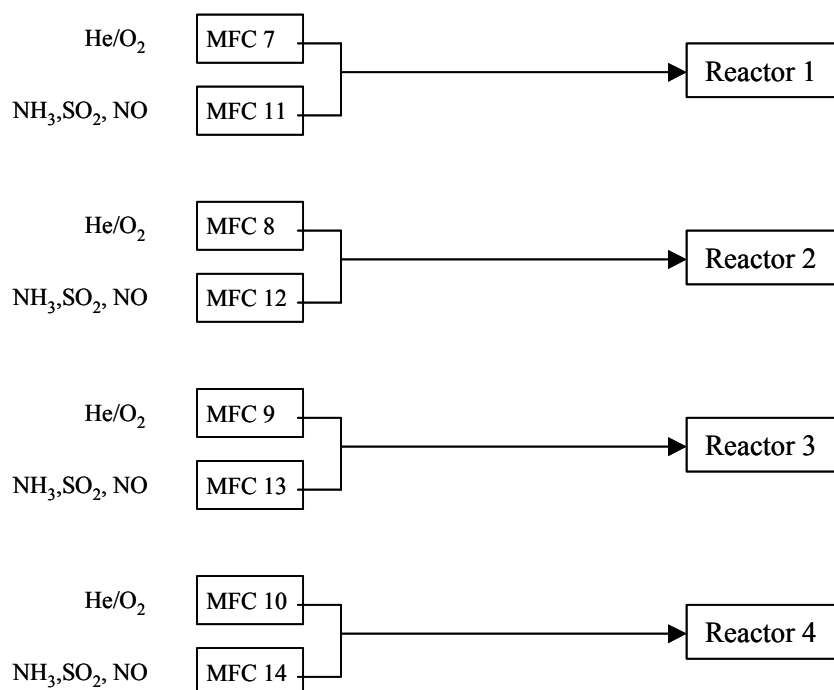 He/O₂ MFC 7
Reactor 1
NH₃,SO₂, NO MFC 11
He/O₂ MFC 8
Reactor 2
NH₃,SO₂, NO MFC 12
He/O₂ MFC 9
Reactor 3
NH₃,SO₂, NO MFC 13
He/O₂ MFC 10
Reactor 4
NH₃,SO₂, NO MFC 14